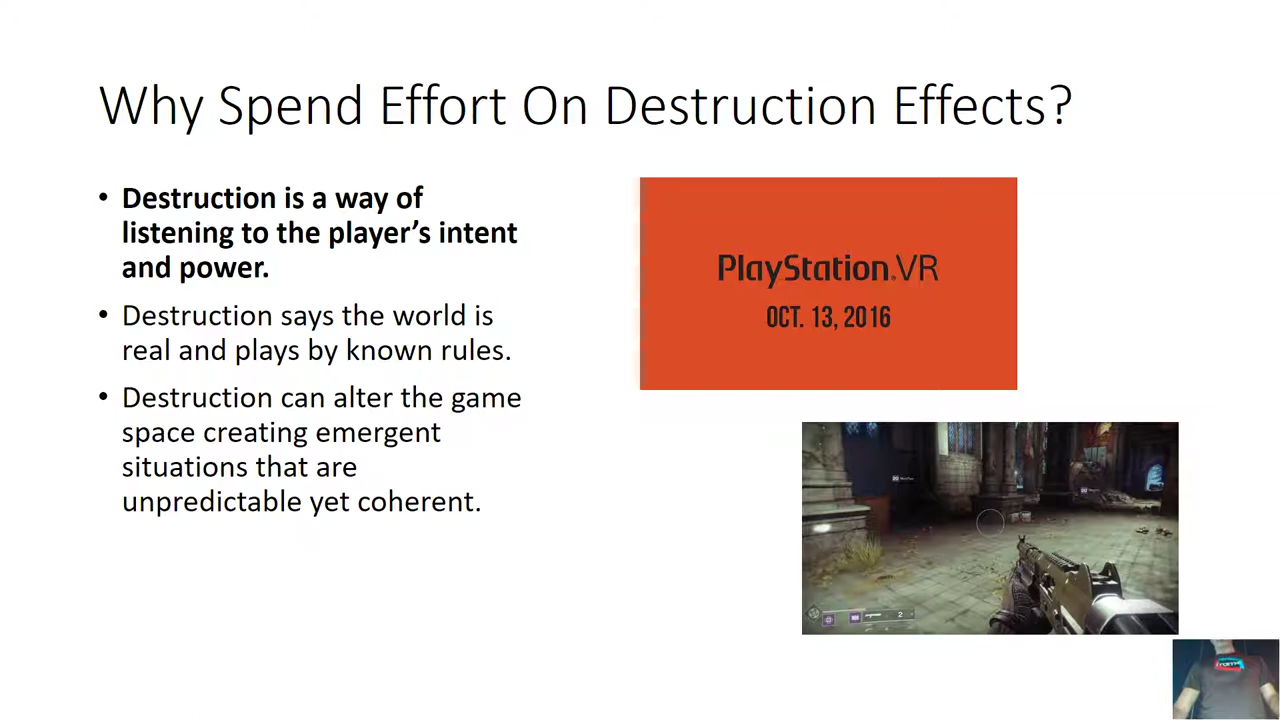 Why Spend Effort On Destruction Effects?
• Destruction is a way of
listening to the player's intent
and power.
• Destruction says the world is
real and plays by known rules.
• Destruction can alter the game
space creating emergent
situations that are
unpredictable yet coherent.
PlayStation.VR
OCT. 13, 2016
2